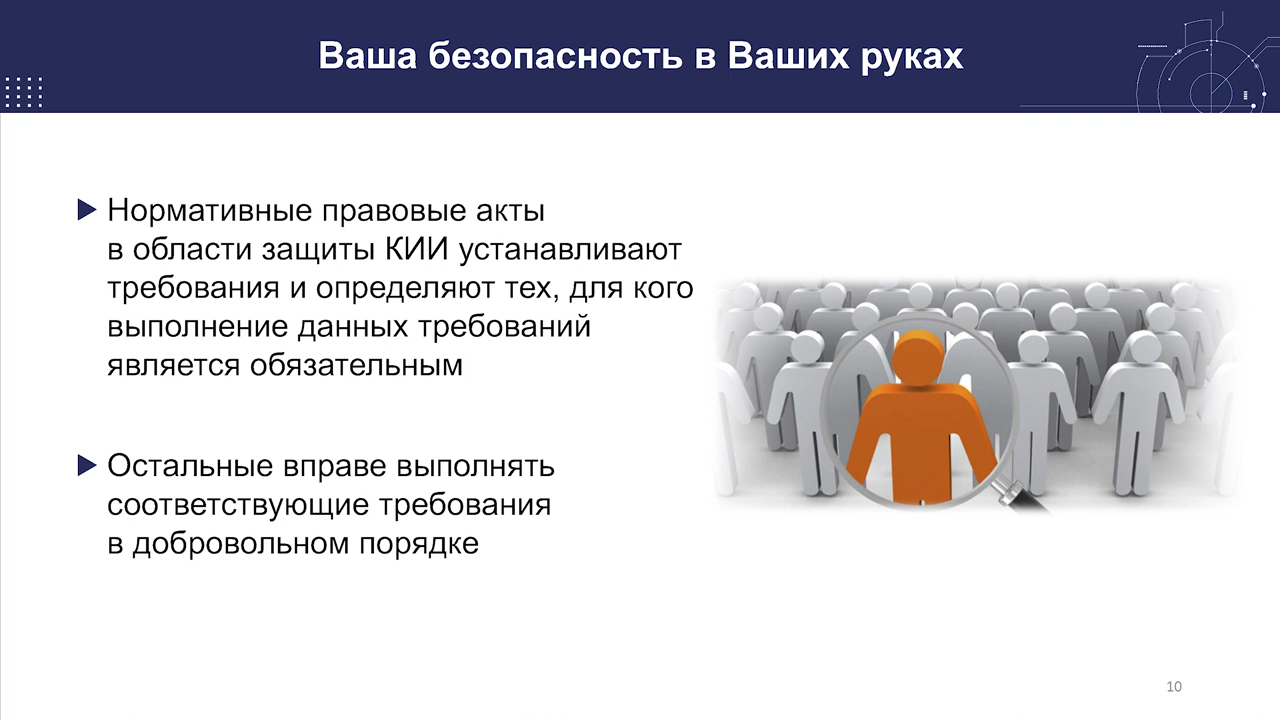 Ваша безопасность в Ваших руках
Нормативные правовые акты
в области защиты КИИ устанавливают
требования и определяют тех, для кого
выполнение данных требований
является обязательным
Остальные вправе выполнять
соответствующие требования
в добровольном порядке
10